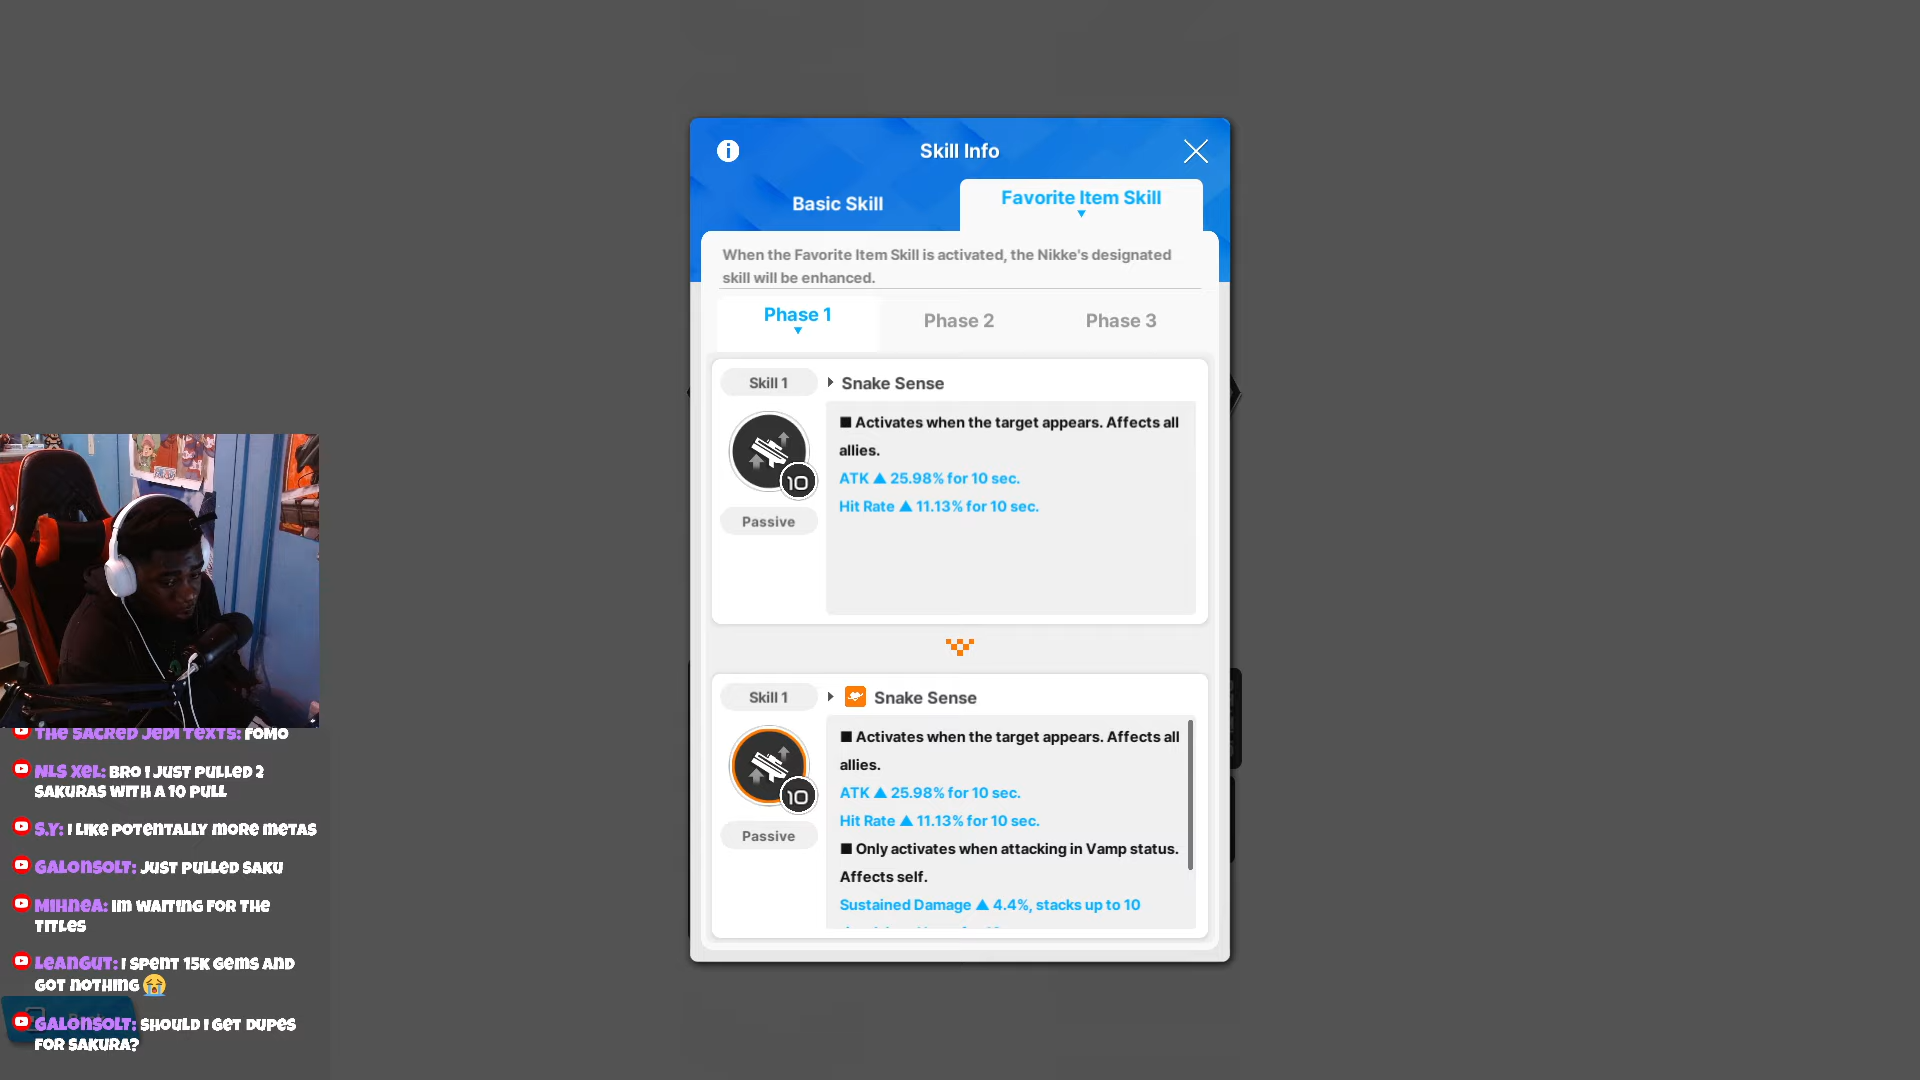 Skill Info
Basic Skill
Favorite Item Skill
When the Favorite Item Skill is activated, the Nikke's designated
skill will be enhanced.
Phase 1
Phase 2
Phase 3
Skill 1
Snake Sense
■ Activates when the target appears. Affects all
allies.
ATK ▲ 25.98% for 10 sec.
Hit Rate ▲ 11.13% for 10 sec.
10
Passive
Skill 1
Snake Sense
■ Activates when the target appears. Affects all
allies.
ATK ▲ 25.98% for 10 sec.
Hit Rate ▲ 11.13% for 10 sec.
■ Only activates when attacking in Vamp status.
Affects self.
Sustained Damage ▲ 4.4%, stacks up to 10
10
Passive
THE SACRED JEDI TEXTS: FOMO
NLS XEL: BRO I JUST PULLED 2
SAKURAS WITH A 10 PULL
S.Y: I LIKE POTENTALLY MORE METAS
GALONSOLT: JUST PULLED SAKU
MIHNEA: IM WAITING FOR THE
TITLES
LEANGUT: I SPENT 15K GEMS AND
GOT NOTHING 😭
GALONSOLT: SHOULD I GET DUPES
FOR SAKURA?